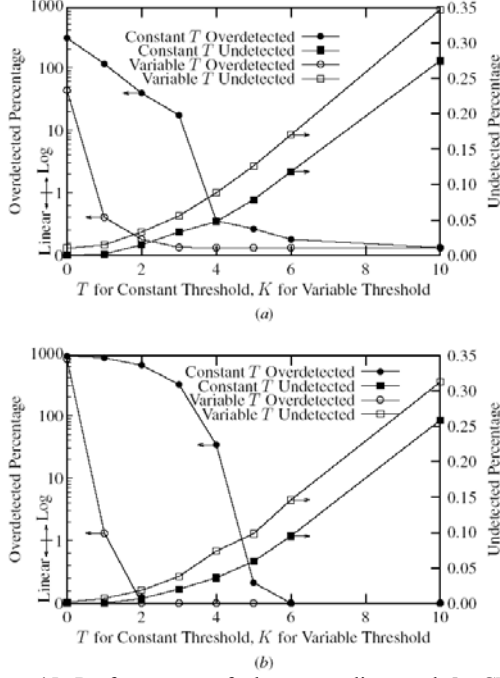 Constant T Overdetected
Constant T Undetected
Variable T Overdetected
Variable T Undetected
Overdetected Percentage
Linear Log
1000
100
10
1
0
Undetected Percentage
0.35
0.30
0.25
0.20
0.15
0.10
0.05
0.00
0 2 4 6 8 10
T for Constant Threshold, K for Variable Threshold
(a)
Constant T Overdetected
Constant T Undetected
Variable T Overdetected
Variable T Undetected
Overdetected Percentage
Linear Log
1000
100
10
1
0
Undetected Percentage
0.35
0.30
0.25
0.20
0.15
0.10
0.05
0.00
0 2 4 6 8 10
T for Constant Threshold, K for Variable Threshold
(b)